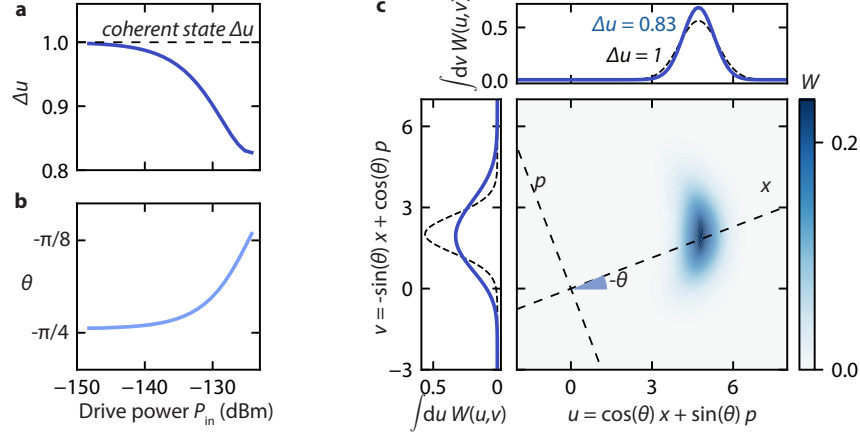 a
coherent state Δu
1.0
0.9
0.8
Δu
b
-π/8
θ
-π/4
−150
−140
−130
Drive power Pin (dBm)
c
∫dv W(u,v)
0.5
0.0
Δu = 0.83
Δu = 1
v = -sin(θ) x + cos(θ) p
6
3
0
−3
0.5
0
∫du W(u,v)
p
x
-θ
0
3
6
u = cos(θ) x + sin(θ) p
W
0.2
0.0